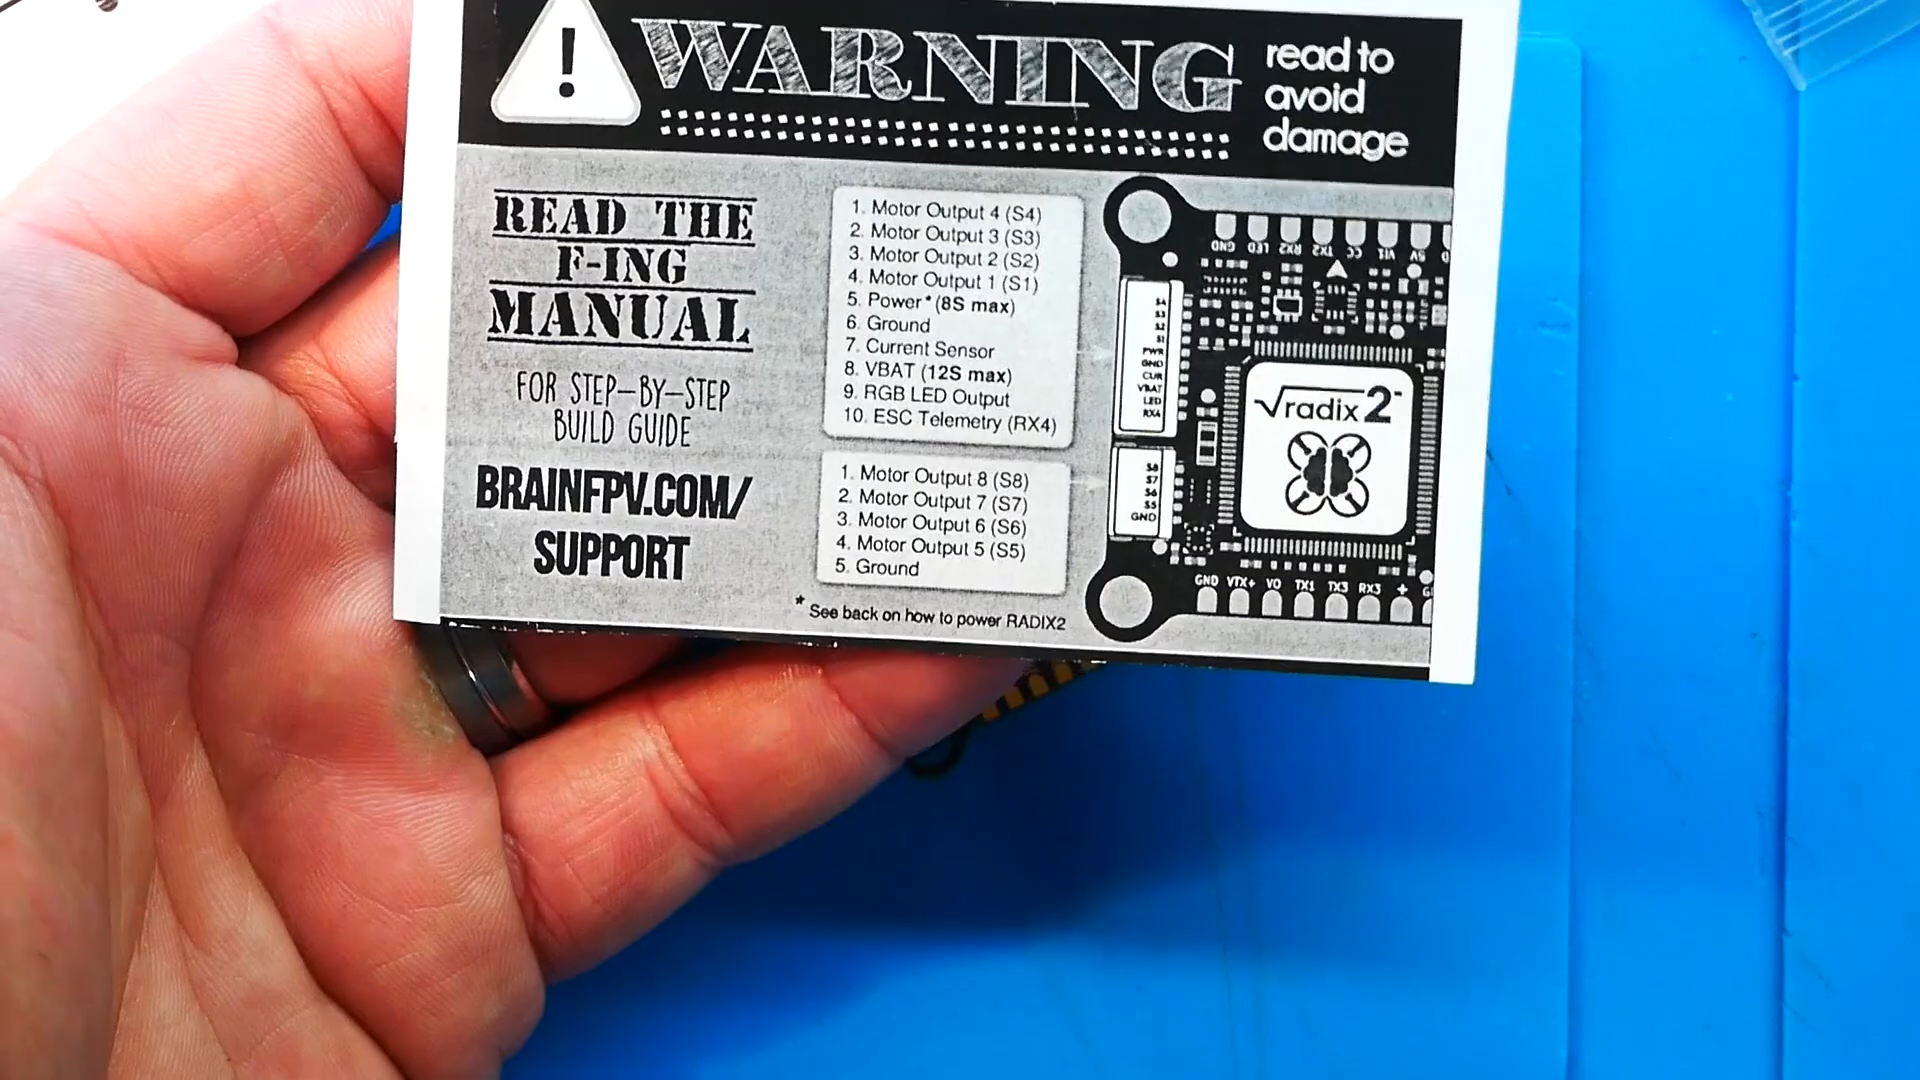 !
WARNING
read to
avoid
damage
READ THE
F-ING
MANUAL
FOR STEP-BY-STEP
BUILD GUIDE
BRAINFPV.COM/
SUPPORT
1. Motor Output 4 (S4)
2. Motor Output 3 (S3)
3. Motor Output 2 (S2)
4. Motor Output 1 (S1)
5. Power* (8S max)
6. Ground
7. Current Sensor
8. VBAT (12S max)
9. RGB LED Output
10. ESC Telemetry (RX4)
1. Motor Output 8 (S8)
2. Motor Output 7 (S7)
3. Motor Output 6 (S6)
4. Motor Output 5 (S5)
5. Ground
* See back on how to power RADIX2
GND LED RX2 TX2 CC VI1 5V
S4
S3
S2
S1
PWR
GND
CUR
VBAT
LED
RX4
S8
S7
S6
S5
GND
√radix 2
GND VTX+ VO TX1 TX3 RX3 +